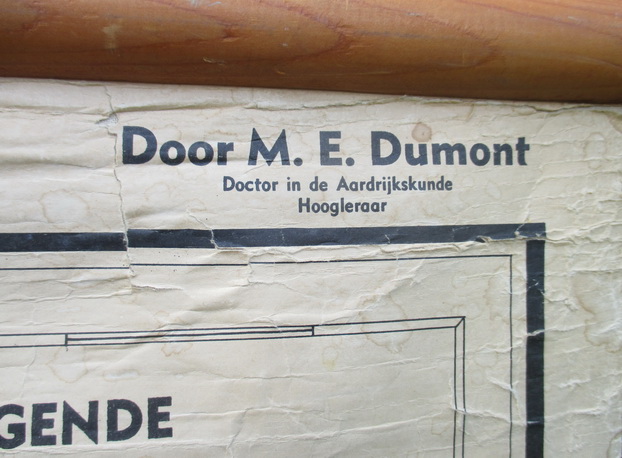 Door M. E. Dumont
Doctor in de Aardrijkskunde
Hoogleraar
GENDE